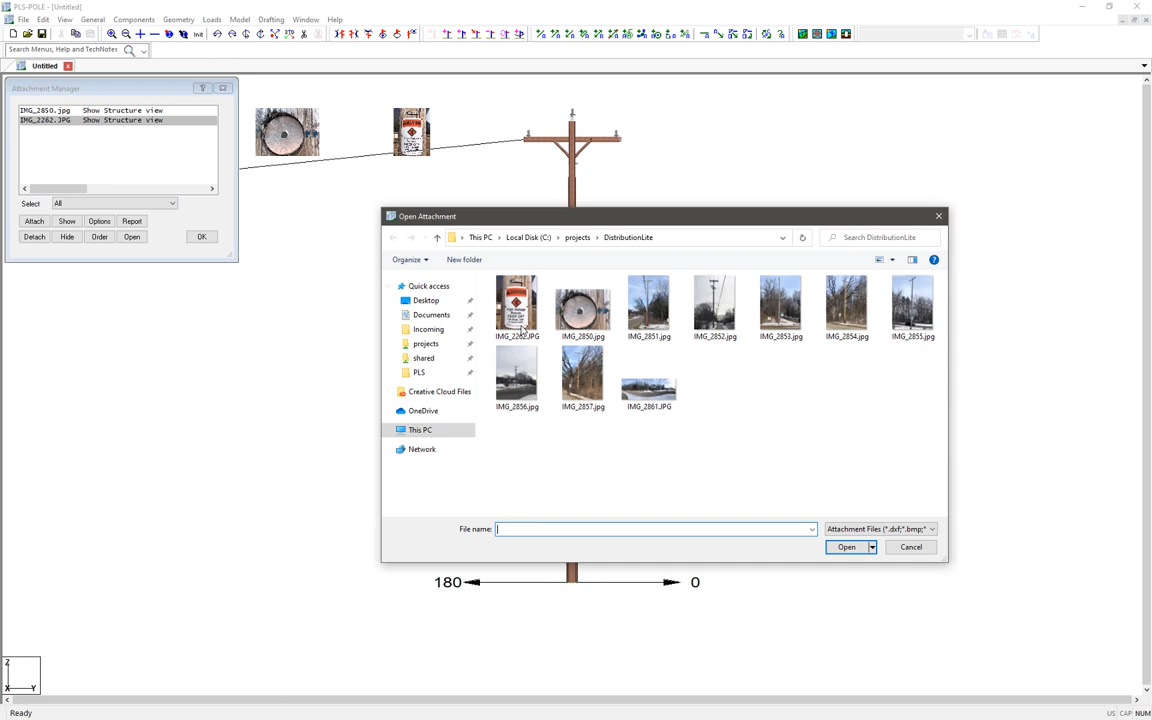 PLS-POLE - [Untitled]
File Edit View General Components Geometry Loads Model Drafting Window Help
Init
Search Menus, Help and TechNotes
Untitled
Attachment Manager
IMG_2850.jpg Show Structure view
IMG_2262.JPG Show Structure view
Select All
Attach Show Options Report
Detach Hide Order Open OK
Open Attachment
This PC > Local Disk (C:) > projects > DistributionLite
Search DistributionLite
Organize New folder
Quick access
Desktop
Documents
Incoming
projects
shared
PLS
Creative Cloud Files
OneDrive
This PC
Network
IMG_2262.JPG IMG_2850.jpg IMG_2851.jpg IMG_2852.jpg IMG_2853.jpg IMG_2854.jpg IMG_2855.jpg
IMG_2856.jpg IMG_2857.jpg IMG_2861.JPG
File name: Attachment Files (*.dxf;*.bmp;*
Open Cancel
180 0
Z
X Y
Ready US CAP NUM